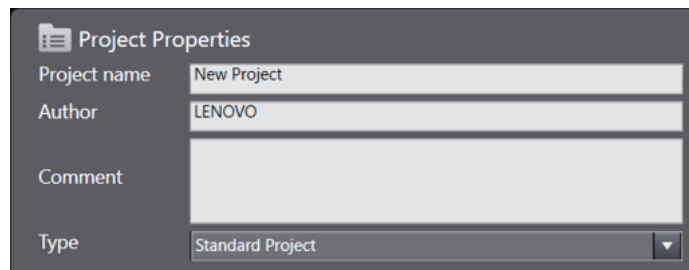 Project Properties
Project name New Project
Author LENOVO
Comment
Type Standard Project